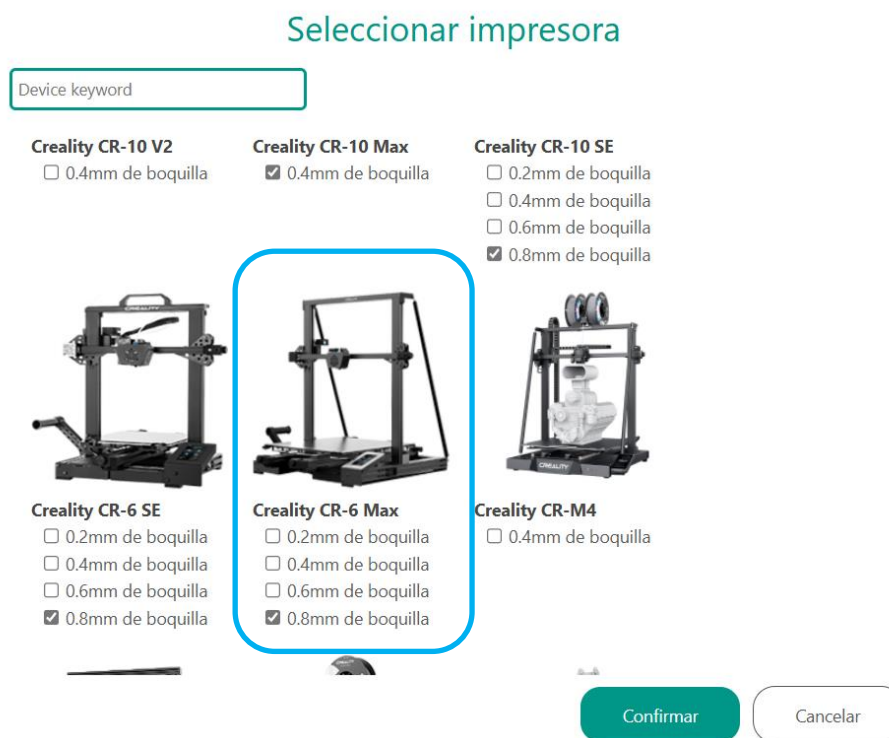 Seleccionar impresora
Device keyword
Creality CR-10 V2
0.4mm de boquilla
Creality CR-10 Max
0.4mm de boquilla
Creality CR-10 SE
0.2mm de boquilla
0.4mm de boquilla
0.6mm de boquilla
0.8mm de boquilla
CREALITY
CREALITY
Creality CR-6 SE
0.2mm de boquilla
0.4mm de boquilla
0.6mm de boquilla
0.8mm de boquilla
Creality CR-6 Max
0.2mm de boquilla
0.4mm de boquilla
0.6mm de boquilla
0.8mm de boquilla
Creality CR-M4
0.4mm de boquilla
Confirmar
Cancelar